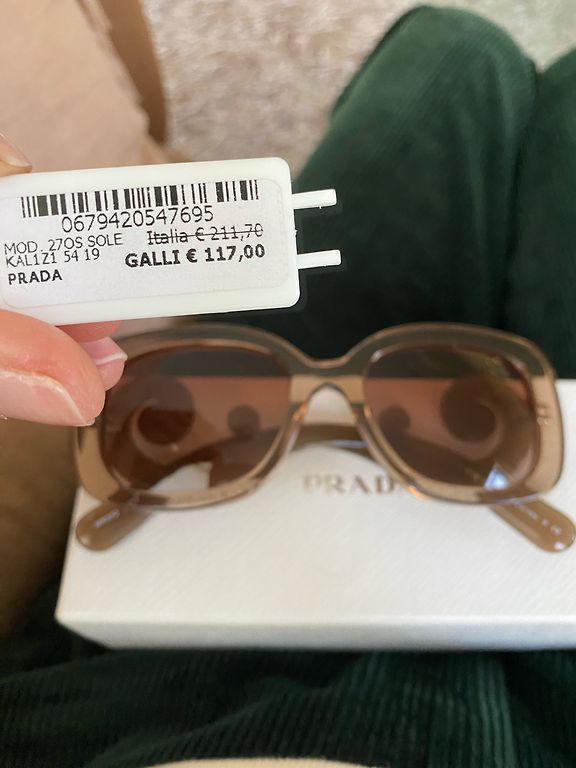 0679420547695
MOD. 27OS SOLE Italia € 211,70
KAL1Z1 54 19 GALLI € 117,00
PRADA
PRADA